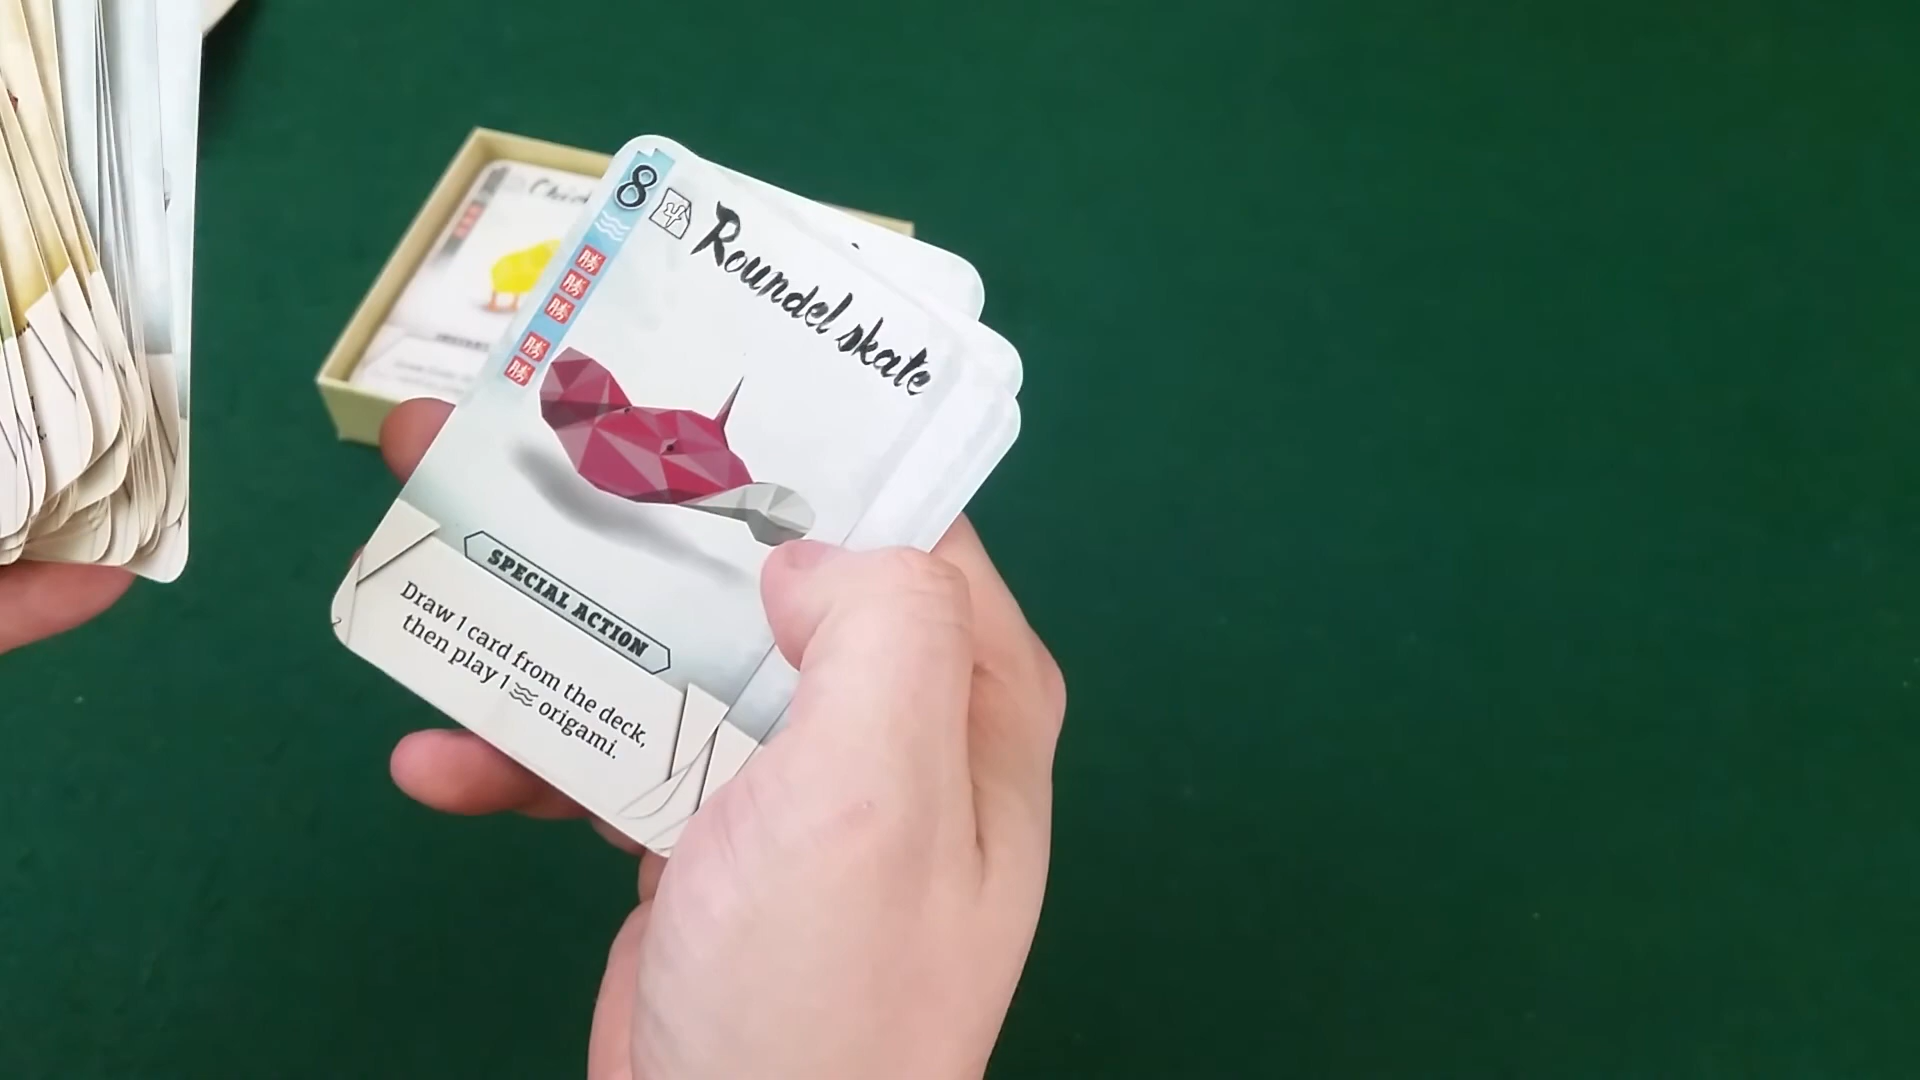 8
Roundel skate
勝
勝
勝
勝
勝
SPECIAL ACTION
Draw 1 card from the deck,
then play 1 origami.